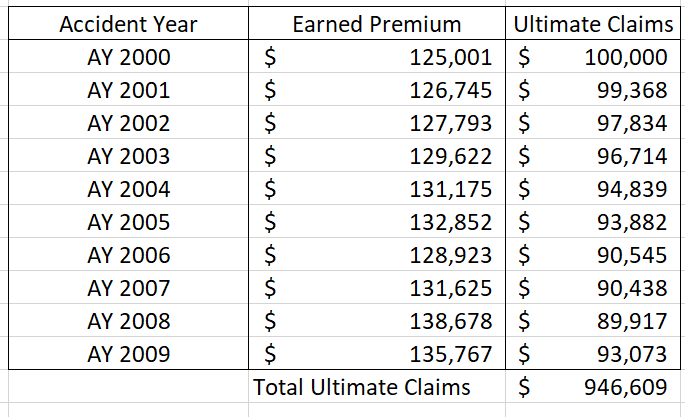 Accident Year Earned Premium Ultimate Claims
AY 2000 $ 125,001 $ 100,000
AY 2001 $ 126,745 $ 99,368
AY 2002 $ 127,793 $ 97,834
AY 2003 $ 129,622 $ 96,714
AY 2004 $ 131,175 $ 94,839
AY 2005 $ 132,852 $ 93,882
AY 2006 $ 128,923 $ 90,545
AY 2007 $ 131,625 $ 90,438
AY 2008 $ 138,678 $ 89,917
AY 2009 $ 135,767 $ 93,073
Total Ultimate Claims $ 946,609